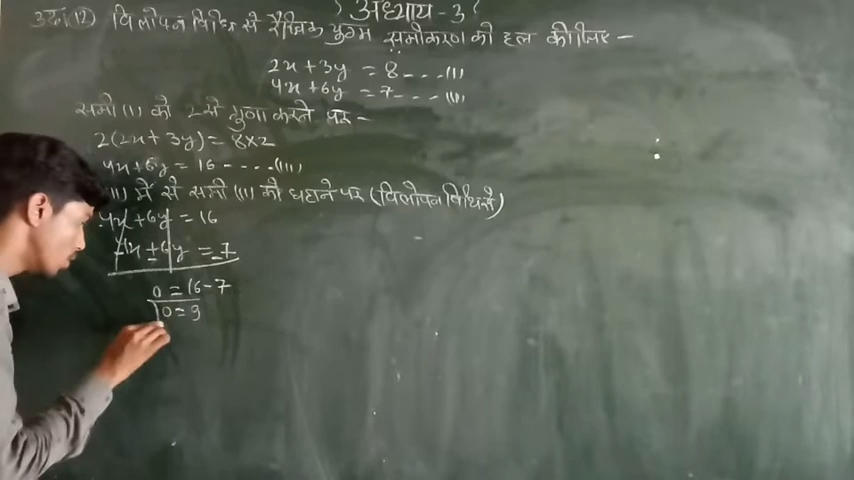 अध्याय-3
उदा॰ (12) विलोपन विधि से रैखिक युग्म समीकरण को हल कीजिए -
2x + 3y = 8 ... (i)
4x + 6y = 7 ... (ii)
समी (i) को 2 से गुना करने पर -
2(2x + 3y) = 8×2
4x + 6y = 16 ..... (iii)
(iii) में से समी (ii) को घटाने पर (विलोपन विधि से)
4x + 6y = 16
4x + 6y = 7
0 = 16 - 7
0 = 9